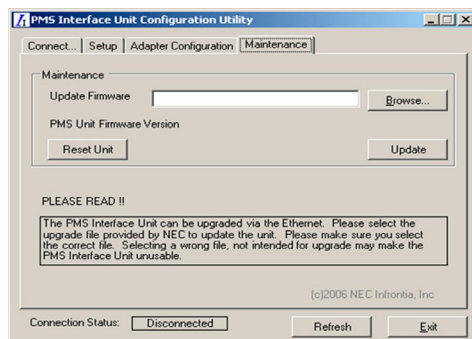 PMS Interface Unit Configuration Utility
Connect... Setup Adapter Configuration Maintenance
Maintenance
Update Firmware Browse...
PMS Unit Firmware Version
Reset Unit Update
PLEASE READ !!
The PMS Interface Unit can be upgraded via the Ethernet. Please select the
upgrade file provided by NEC to update the unit. Please make sure you select
the correct file. Selecting a wrong file, not intended for upgrade may make the
PMS Interface Unit unusable.
(c)2006 NEC Infrontia, Inc
Connection Status: Disconnected Refresh Exit